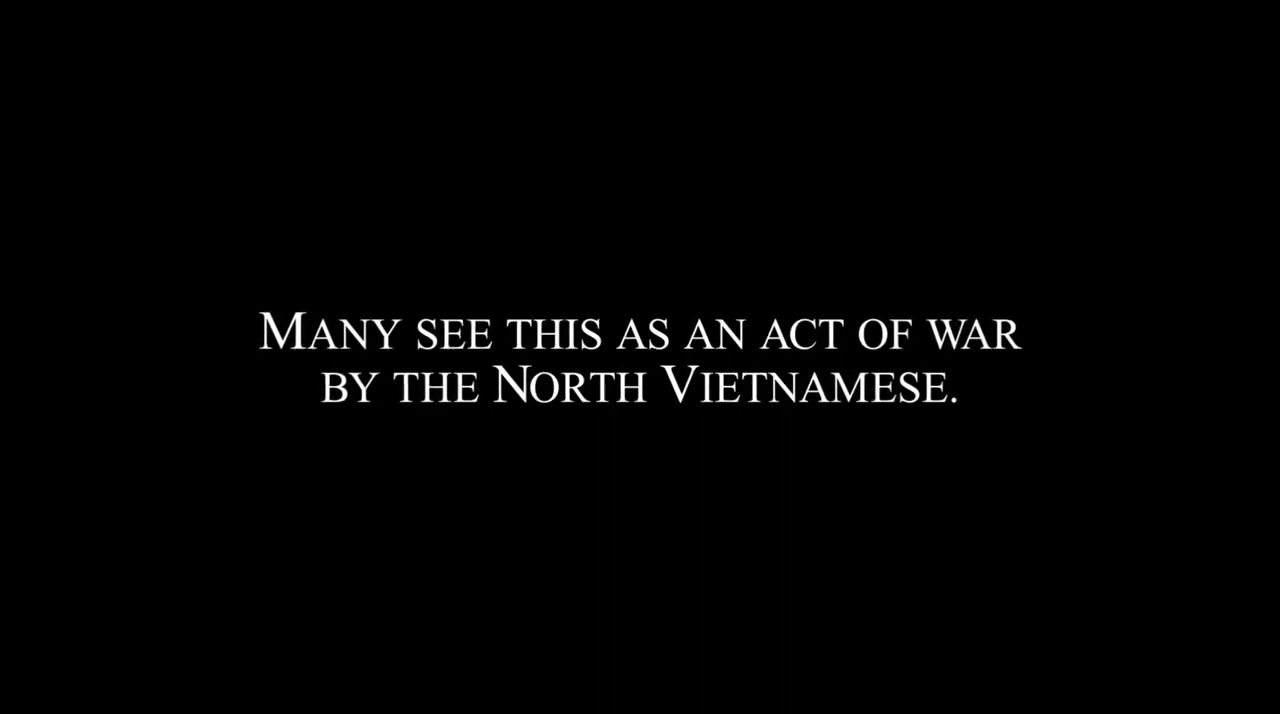 MANY SEE THIS AS AN ACT OF WAR
BY THE NORTH VIETNAMESE.